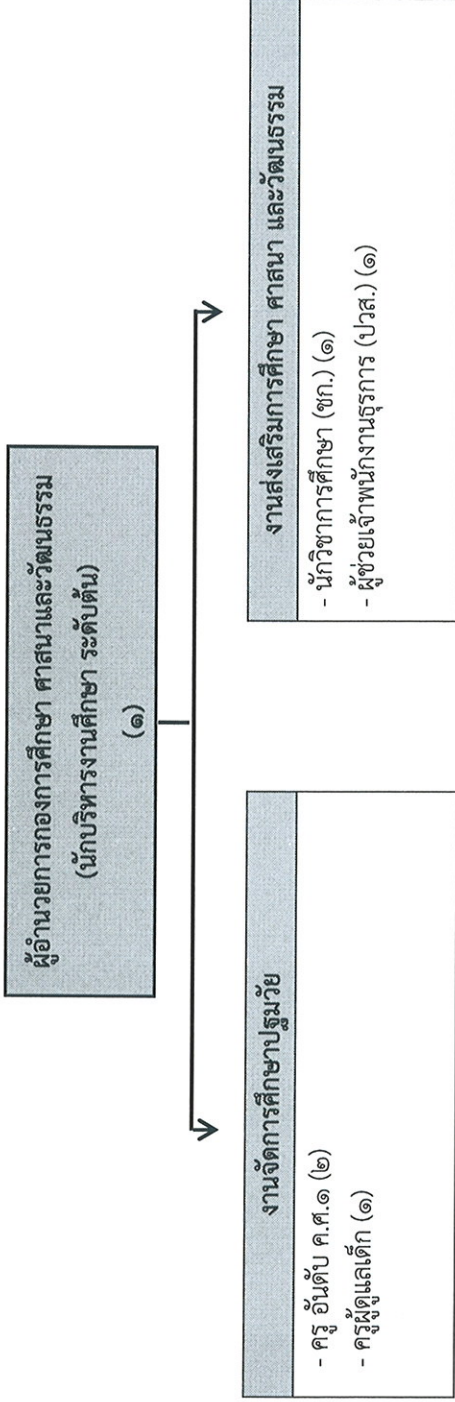 ผู้อำนวยการกองการศึกษา ศาสนาและวัฒนธรรม
(นักบริหารงานศึกษา ระดับต้น)
(๑)
งานจัดการศึกษาปฐมวัย
- ครู อันดับ ค.ศ.๑ (๒)
- ครูผู้ดูแลเด็ก (๑)
งานส่งเสริมการศึกษา ศาสนา และวัฒนธรรม
- นักวิชาการศึกษา (ชก.) (๑)
- ผู้ช่วยเจ้าพนักงานธุรการ (ปวส.) (๑)